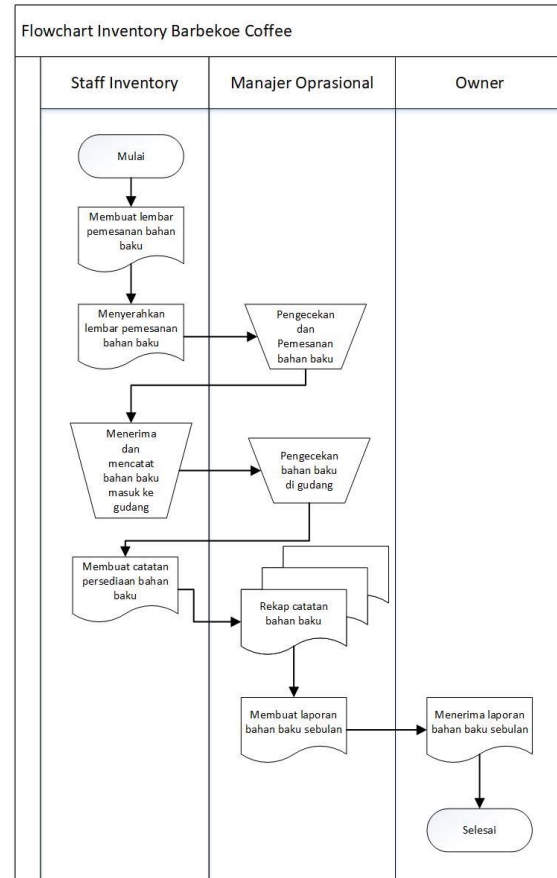 Flowchart Inventory Barbekoe Coffee
Staff Inventory
Manajer Oprasional
Owner
Mulai
Membuat lembar
pemesanan bahan
baku
Menyerahkan
lembar pemesanan
bahan baku
Pengecekan
dan
Pemesanan
bahan baku
Menerima
dan
mencatat
bahan baku
masuk ke
gudang
Pengecekan
bahan baku
di gudang
Membuat catatan
persediaan bahan
baku
Rekap catatan
bahan baku
Membuat laporan
bahan baku sebulan
Menerima laporan
bahan baku sebulan
Selesai